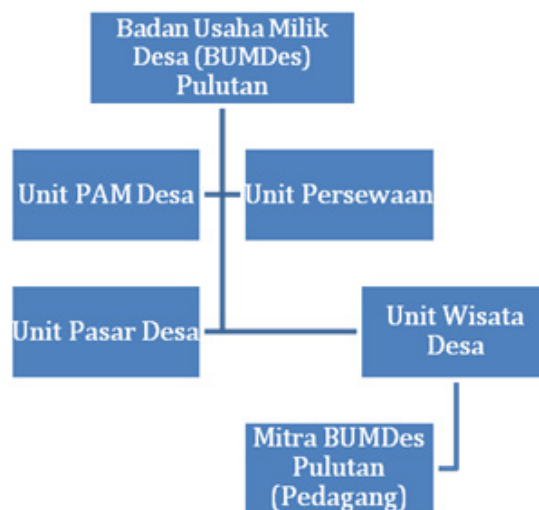 Badan Usaha Milik
Desa (BUMDes)
Pulutan
Unit PAM Desa
Unit Persewaan
Unit Pasar Desa
Unit Wisata
Desa
Mitra BUMDes
Pulutan
(Pedagang)